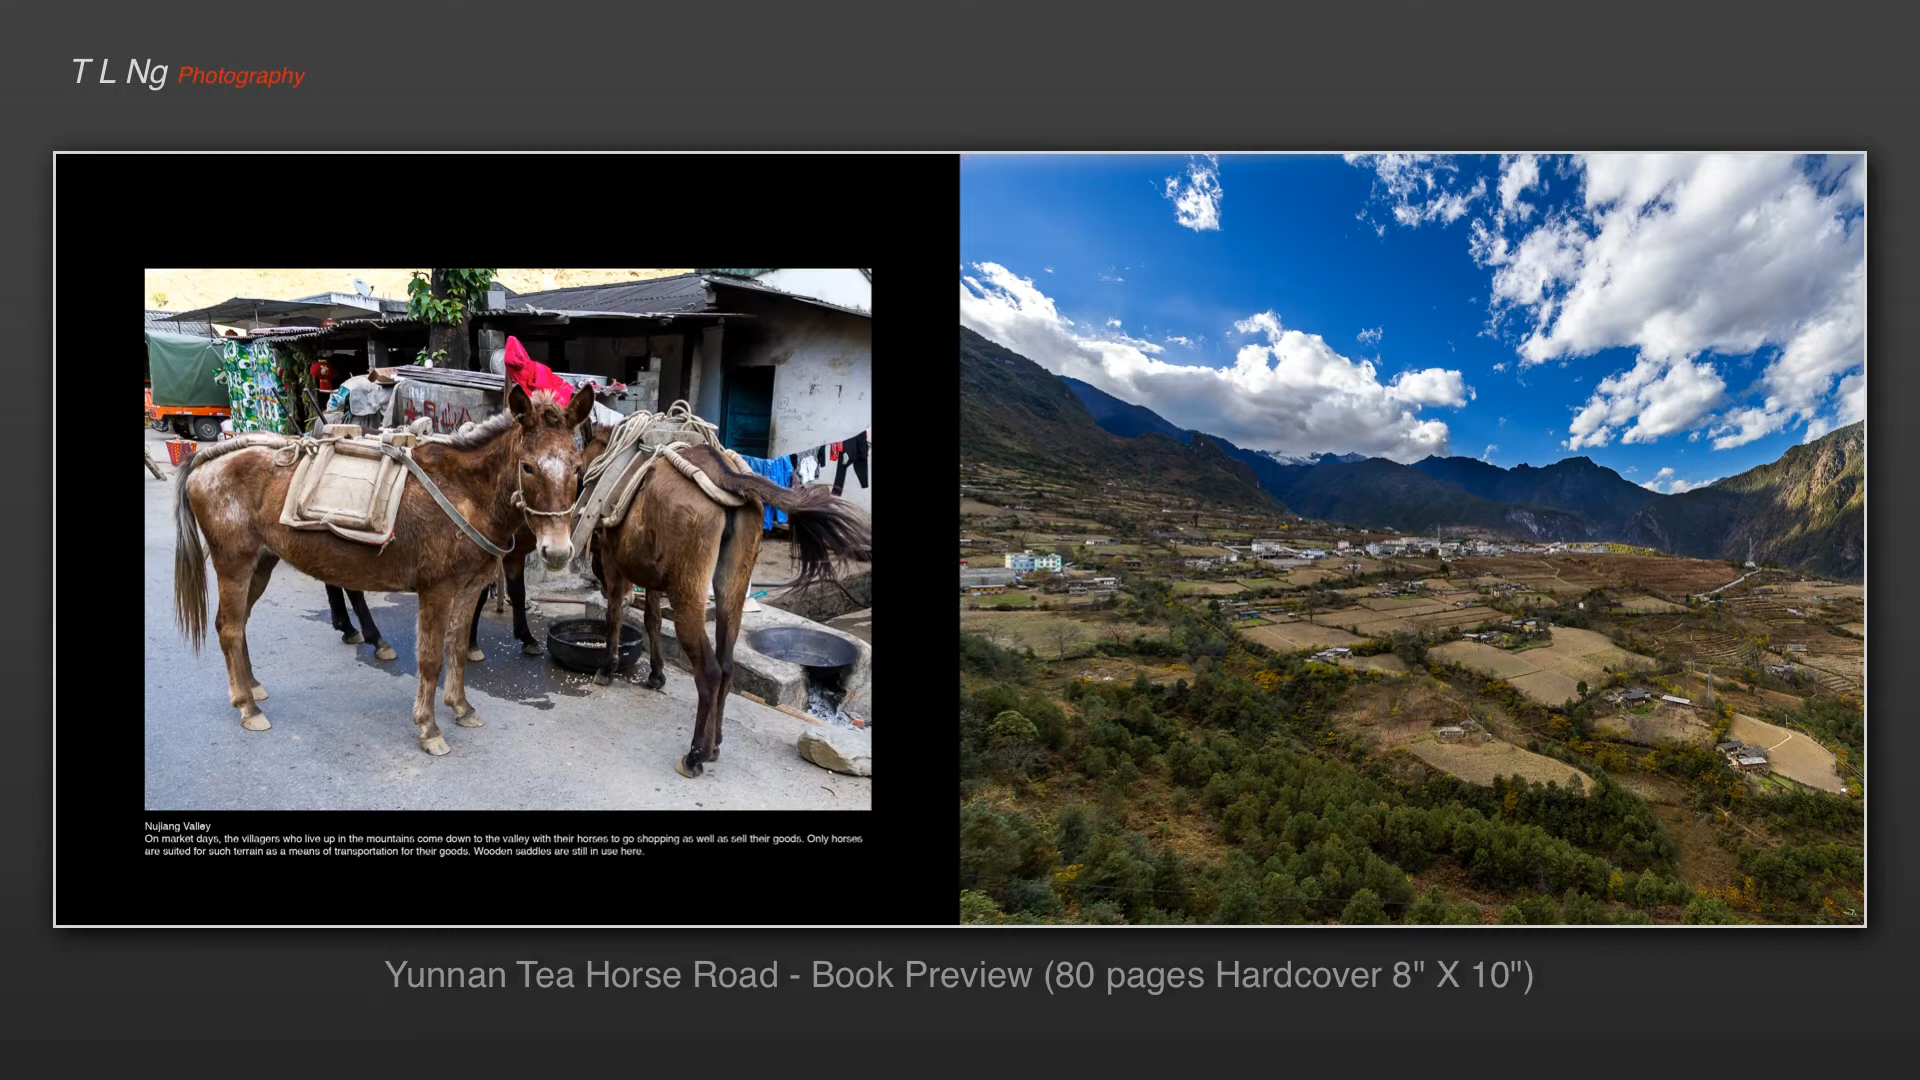 T L Ng Photography
Nujiang Valley
On market days, the villagers who live up in the mountains come down to the valley with their horses to go shopping as well as sell their goods. Only horses
are suited for such terrain as a means of transportation for their goods. Wooden saddles are still in use here.
Yunnan Tea Horse Road - Book Preview (80 pages Hardcover 8" X 10")